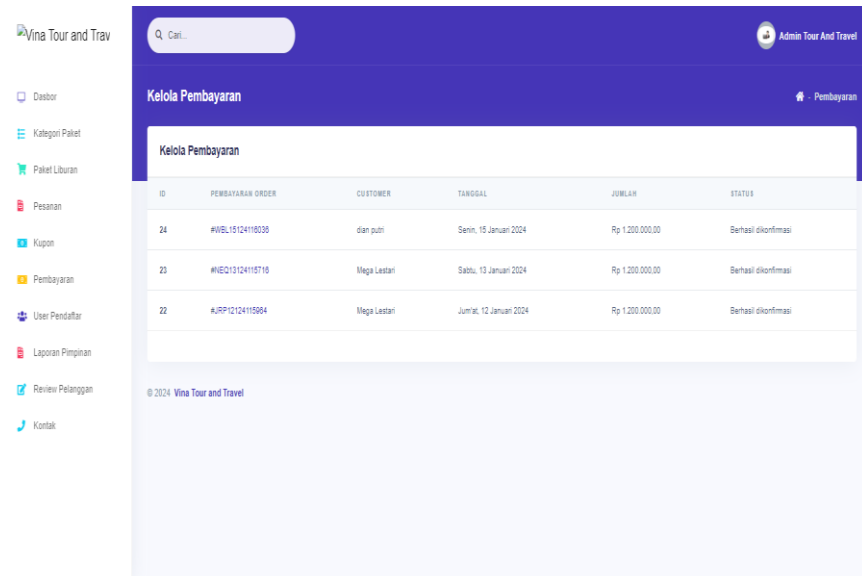 Vina Tour and Trav
Cari...
Admin Tour And Travel
Dasbor
Kategori Paket
Paket Liburan
Pesanan
Kupon
Pembayaran
User Pendaftar
Laporan Pimpinan
Review Pelanggan
Kontak
Kelola Pembayaran
- Pembayaran
Kelola Pembayaran
ID PEMBAYARAN ORDER CUSTOMER TANGGAL JUMLAH STATUS
24 #WBL15124116036 dian putri Senin, 15 Januari 2024 Rp 1.200.000,00 Berhasil dikonfirmasi
23 #NEQ13124115716 Mega Lestari Sabtu, 13 Januari 2024 Rp 1.200.000,00 Berhasil dikonfirmasi
22 #JRP12124115964 Mega Lestari Jum'at, 12 Januari 2024 Rp 1.200.000,00 Berhasil dikonfirmasi
© 2024 Vina Tour and Travel